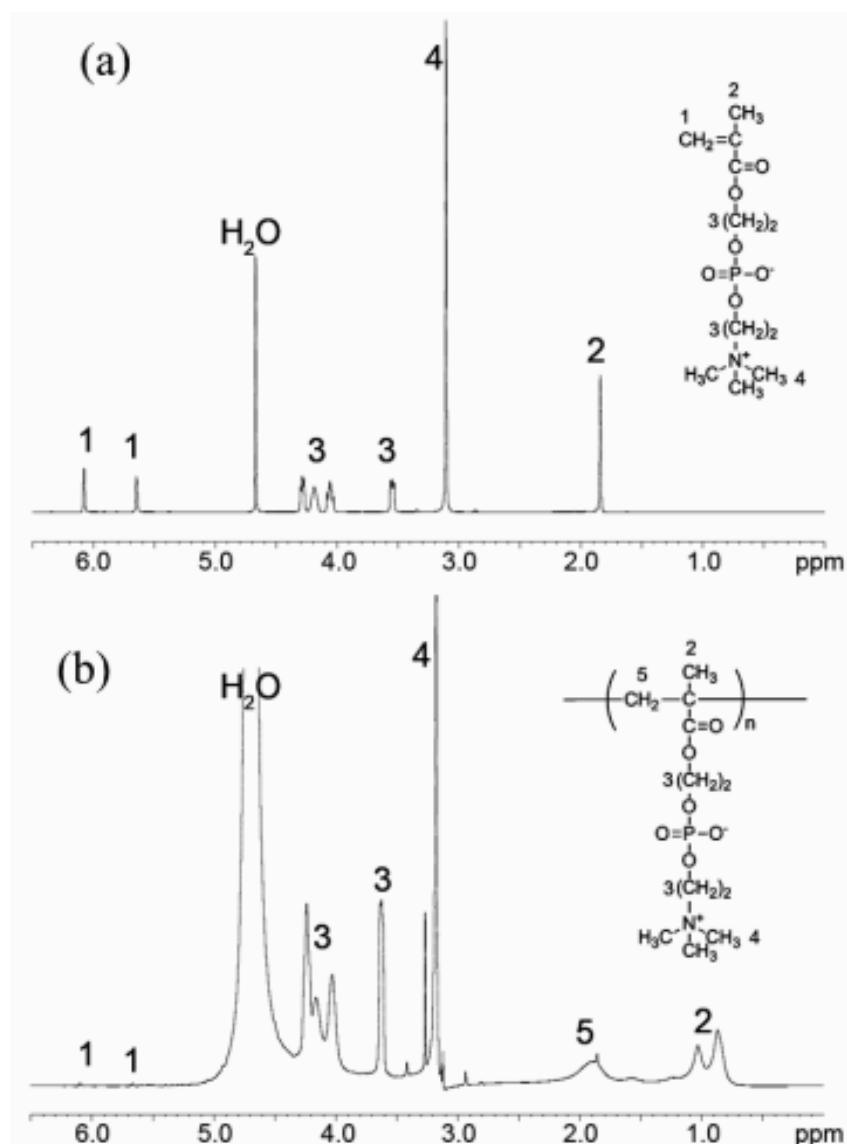 (a)
4
2
1
CH₃
CH₂=C
C=O
O
3(CH₂)₂
O
O=P–O⁻
O
3(CH₂)₂
N⁺
H₃C CH₃ 4
CH₃
H₂O
2
1 1 3 3
6.0 5.0 4.0 3.0 2.0 1.0 ppm
(b)
4
H₂O
2
5 CH₃
CH₂–C
n
C=O
O
3(CH₂)₂
O
O=P–O⁻
O
3(CH₂)₂
N⁺
H₃C CH₃ 4
CH₃
3
3
5 2
1 1
6.0 5.0 4.0 3.0 2.0 1.0 ppm